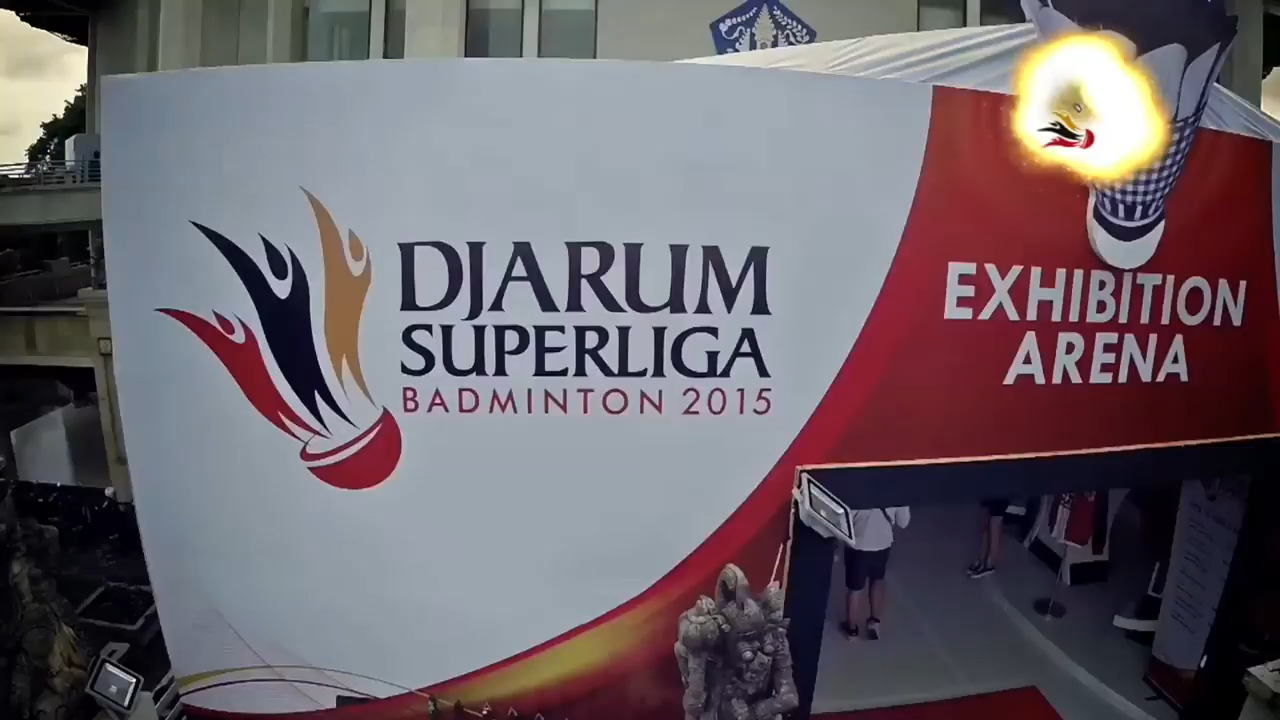 DJARUM
SUPERLIGA
BADMINTON 2015
EXHIBITION
ARENA